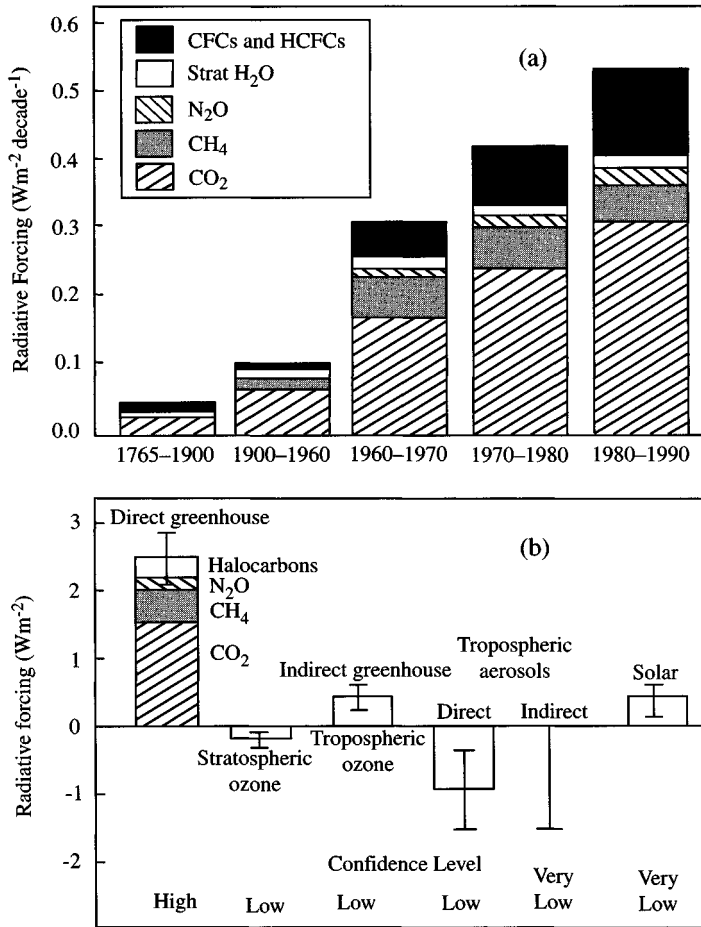 0.6
0.5
0.4
0.3
0.2
0.1
0.0
Radiative Forcing (Wm⁻² decade⁻¹)
CFCs and HCFCs
Strat H₂O
N₂O
CH₄
CO₂
(a)
1765–1900 1900–1960 1960–1970 1970–1980 1980–1990
3
2
1
0
-1
-2
Radiative forcing (Wm⁻²)
(b)
Direct greenhouse
Halocarbons
N₂O
CH₄
CO₂
Stratospheric
ozone
Indirect greenhouse
Tropospheric
ozone
Tropospheric
aerosols
Direct Indirect
Solar
Confidence Level
High Low Low Low Very Low Very Low